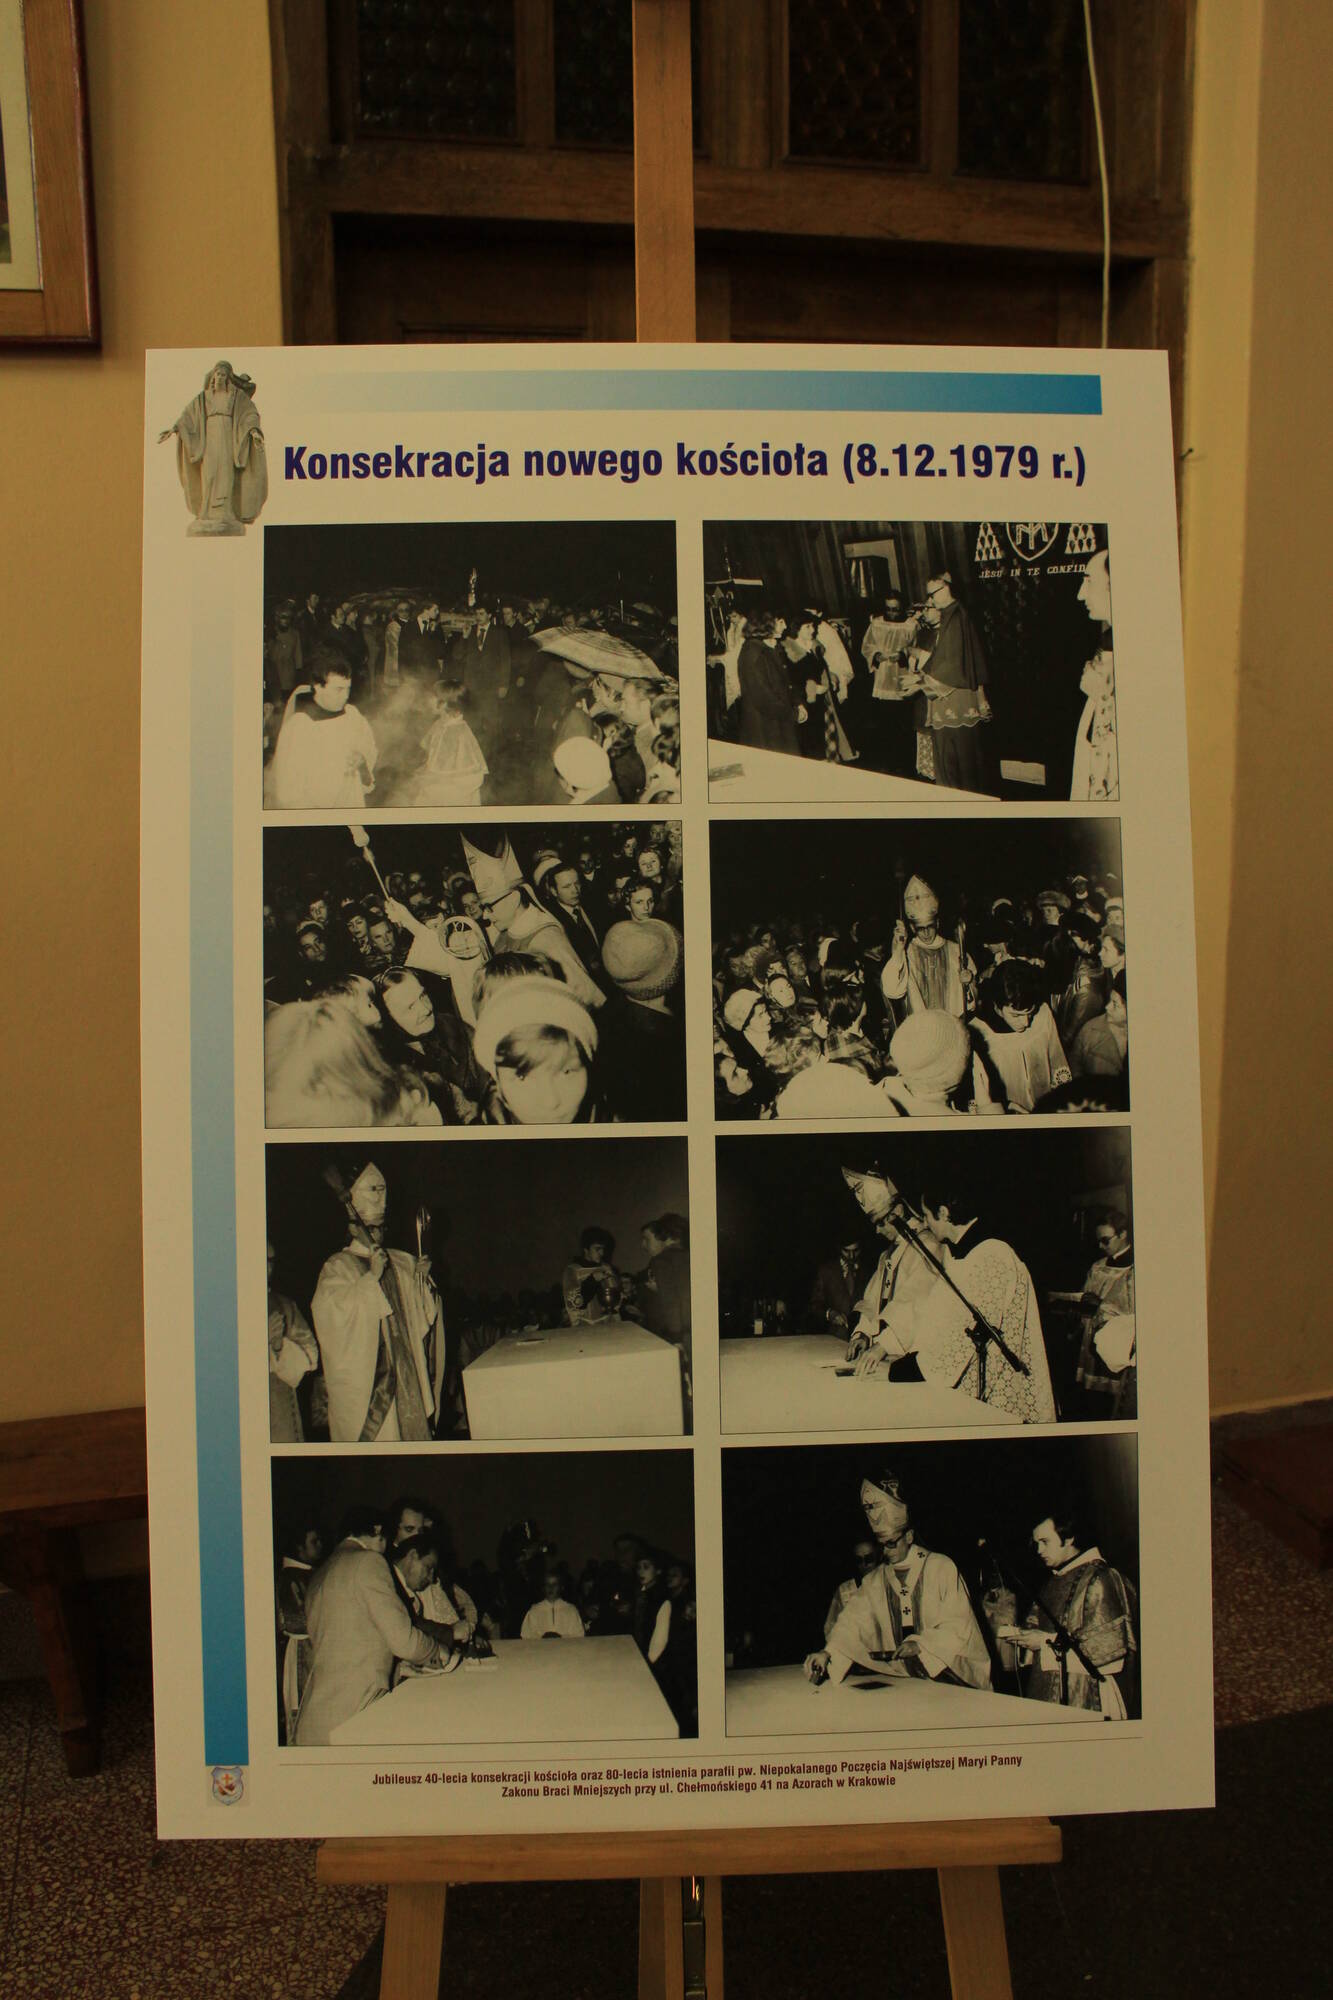 Konsekracja nowego kościoła (8.12.1979 r.)
JESU IN TE CONFID
Jubileusz 40-lecia konsekracji kościoła oraz 80-lecia istnienia parafii pw. Niepokalanego Poczęcia Najświętszej Maryi Panny
Zakonu Braci Mniejszych przy ul. Chełmońskiego 41 na Azorach w Krakowie